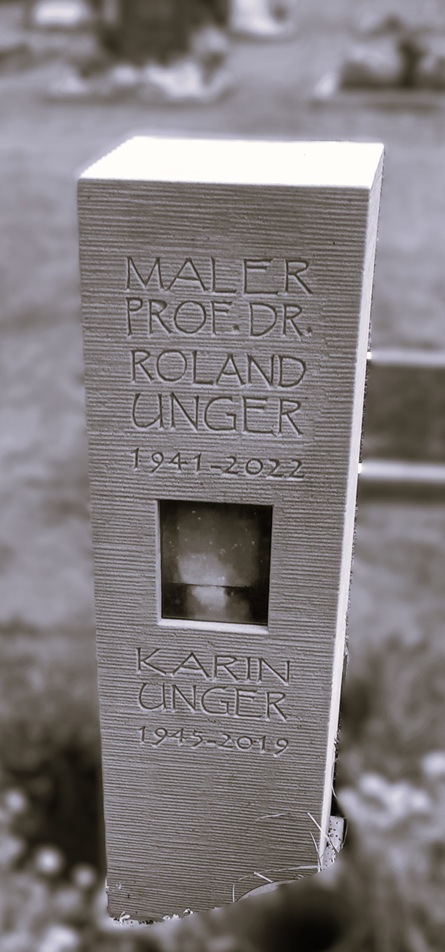 MALER
PROF. DR.
ROLAND
UNGER
1941-2022
KARIN
UNGER
1945-2019